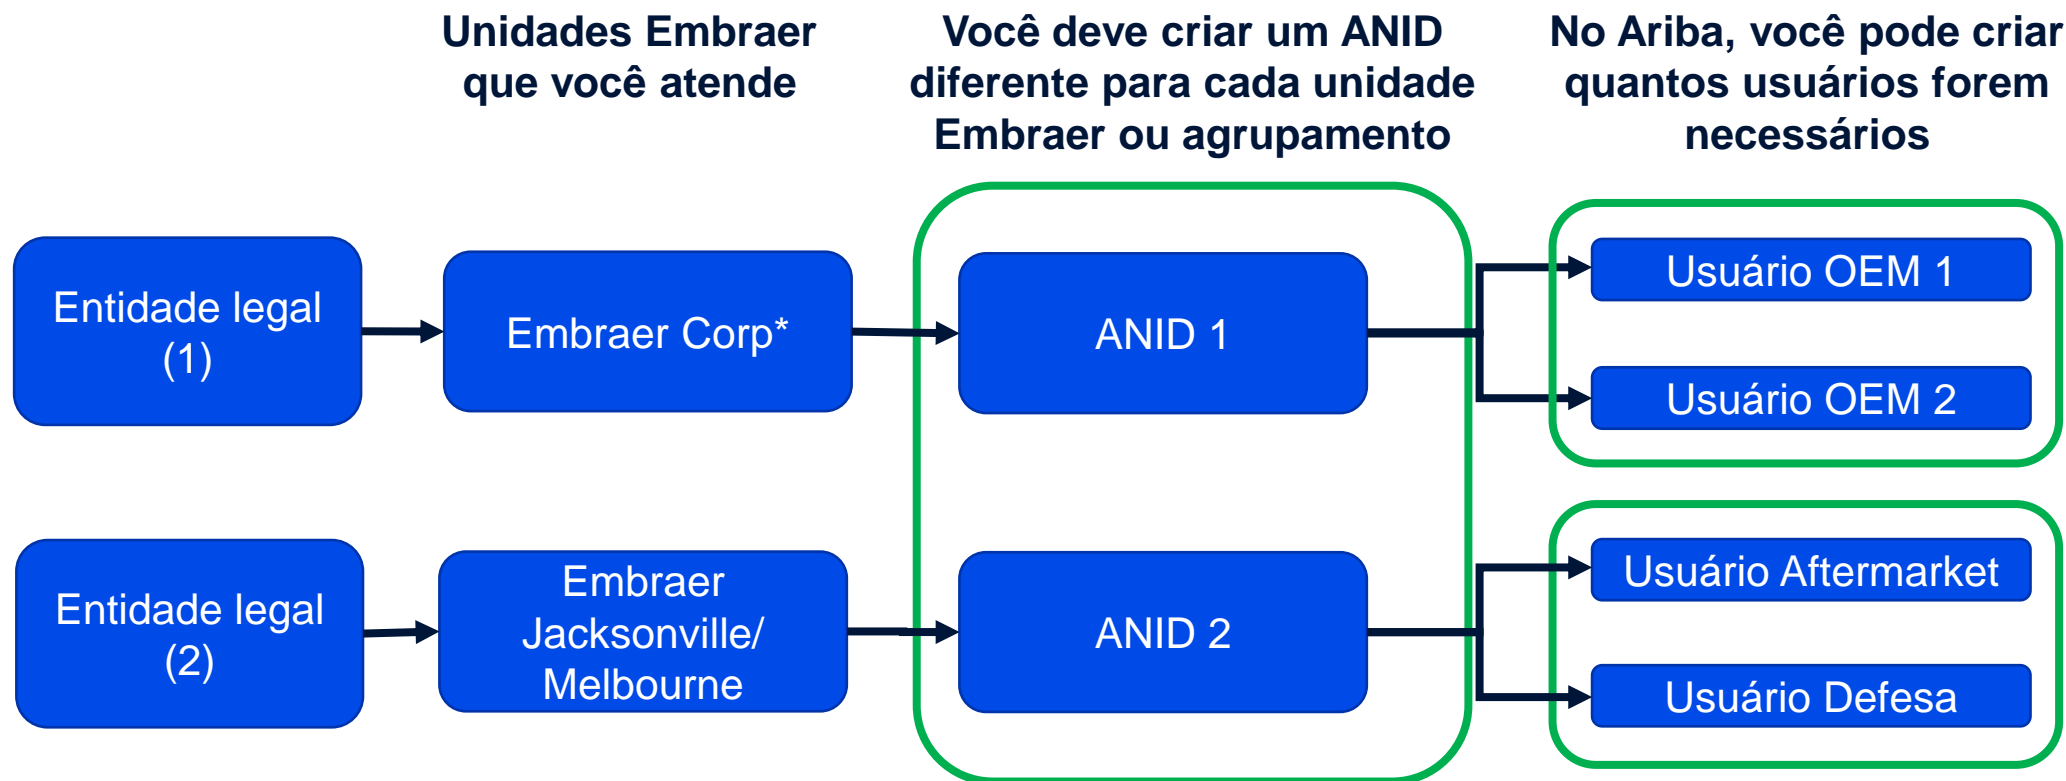 Unidades Embraer
que você atende
Você deve criar um ANID
diferente para cada unidade
Embraer ou agrupamento
No Ariba, você pode criar
quantos usuários forem
necessários
Entidade legal
(1)
Embraer Corp*
ANID 1
Usuário OEM 1
Usuário OEM 2
Entidade legal
(2)
Embraer
Jacksonville/
Melbourne
ANID 2
Usuário Aftermarket
Usuário Defesa